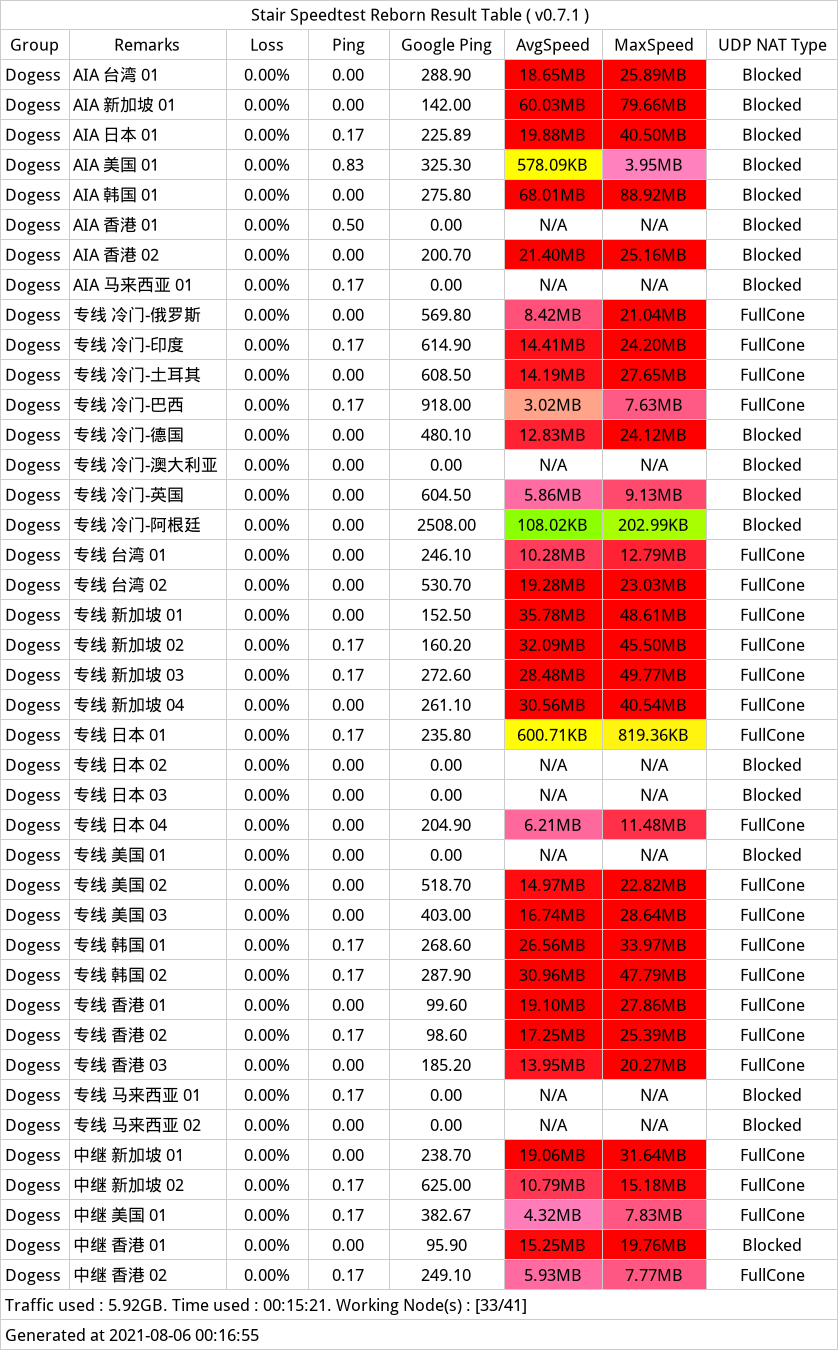 Stair Speedtest Reborn Result Table ( v0.7.1 )
Group Remarks Loss Ping Google Ping AvgSpeed MaxSpeed UDP NAT Type
Dogess AIA 台湾 01 0.00% 0.00 288.90 18.65MB 25.89MB Blocked
Dogess AIA 新加坡 01 0.00% 0.00 142.00 60.03MB 79.66MB Blocked
Dogess AIA 日本 01 0.00% 0.17 225.89 19.88MB 40.50MB Blocked
Dogess AIA 美国 01 0.00% 0.83 325.30 578.09KB 3.95MB Blocked
Dogess AIA 韩国 01 0.00% 0.00 275.80 68.01MB 88.92MB Blocked
Dogess AIA 香港 01 0.00% 0.50 0.00 N/A N/A Blocked
Dogess AIA 香港 02 0.00% 0.00 200.70 21.40MB 25.16MB Blocked
Dogess AIA 马来西亚 01 0.00% 0.17 0.00 N/A N/A Blocked
Dogess 专线 冷门-俄罗斯 0.00% 0.00 569.80 8.42MB 21.04MB FullCone
Dogess 专线 冷门-印度 0.00% 0.17 614.90 14.41MB 24.20MB FullCone
Dogess 专线 冷门-土耳其 0.00% 0.00 608.50 14.19MB 27.65MB FullCone
Dogess 专线 冷门-巴西 0.00% 0.17 918.00 3.02MB 7.63MB FullCone
Dogess 专线 冷门-德国 0.00% 0.00 480.10 12.83MB 24.12MB Blocked
Dogess 专线 冷门-澳大利亚 0.00% 0.00 0.00 N/A N/A Blocked
Dogess 专线 冷门-英国 0.00% 0.00 604.50 5.86MB 9.13MB Blocked
Dogess 专线 冷门-阿根廷 0.00% 0.00 2508.00 108.02KB 202.99KB Blocked
Dogess 专线 台湾 01 0.00% 0.17 246.10 10.28MB 12.79MB FullCone
Dogess 专线 台湾 02 0.00% 0.00 530.70 19.28MB 23.03MB FullCone
Dogess 专线 新加坡 01 0.00% 0.00 152.50 35.78MB 48.61MB FullCone
Dogess 专线 新加坡 02 0.00% 0.17 160.20 32.09MB 45.50MB FullCone
Dogess 专线 新加坡 03 0.00% 0.17 272.60 28.48MB 49.77MB FullCone
Dogess 专线 新加坡 04 0.00% 0.00 261.10 30.56MB 40.54MB FullCone
Dogess 专线 日本 01 0.00% 0.17 235.80 600.71KB 819.36KB FullCone
Dogess 专线 日本 02 0.00% 0.00 0.00 N/A N/A Blocked
Dogess 专线 日本 03 0.00% 0.00 0.00 N/A N/A Blocked
Dogess 专线 日本 04 0.00% 0.00 204.90 6.21MB 11.48MB FullCone
Dogess 专线 美国 01 0.00% 0.00 0.00 N/A N/A Blocked
Dogess 专线 美国 02 0.00% 0.00 518.70 14.97MB 22.82MB FullCone
Dogess 专线 美国 03 0.00% 0.00 403.00 16.74MB 28.64MB FullCone
Dogess 专线 韩国 01 0.00% 0.17 268.60 26.56MB 33.97MB FullCone
Dogess 专线 韩国 02 0.00% 0.17 287.90 30.96MB 47.79MB FullCone
Dogess 专线 香港 01 0.00% 0.00 99.60 19.10MB 27.86MB FullCone
Dogess 专线 香港 02 0.00% 0.17 98.60 17.25MB 25.39MB FullCone
Dogess 专线 香港 03 0.00% 0.00 185.20 13.95MB 20.27MB FullCone
Dogess 专线 马来西亚 01 0.00% 0.17 0.00 N/A N/A Blocked
Dogess 专线 马来西亚 02 0.00% 0.00 0.00 N/A N/A Blocked
Dogess 中继 新加坡 01 0.00% 0.00 238.70 19.06MB 31.64MB FullCone
Dogess 中继 新加坡 02 0.00% 0.17 625.00 10.79MB 15.18MB FullCone
Dogess 中继 美国 01 0.00% 0.17 382.67 4.32MB 7.83MB FullCone
Dogess 中继 香港 01 0.00% 0.00 95.90 15.25MB 19.76MB Blocked
Dogess 中继 香港 02 0.00% 0.17 249.10 5.93MB 7.77MB FullCone
Traffic used : 5.92GB. Time used : 00:15:21. Working Node(s) : [33/41]
Generated at 2021-08-06 00:16:55